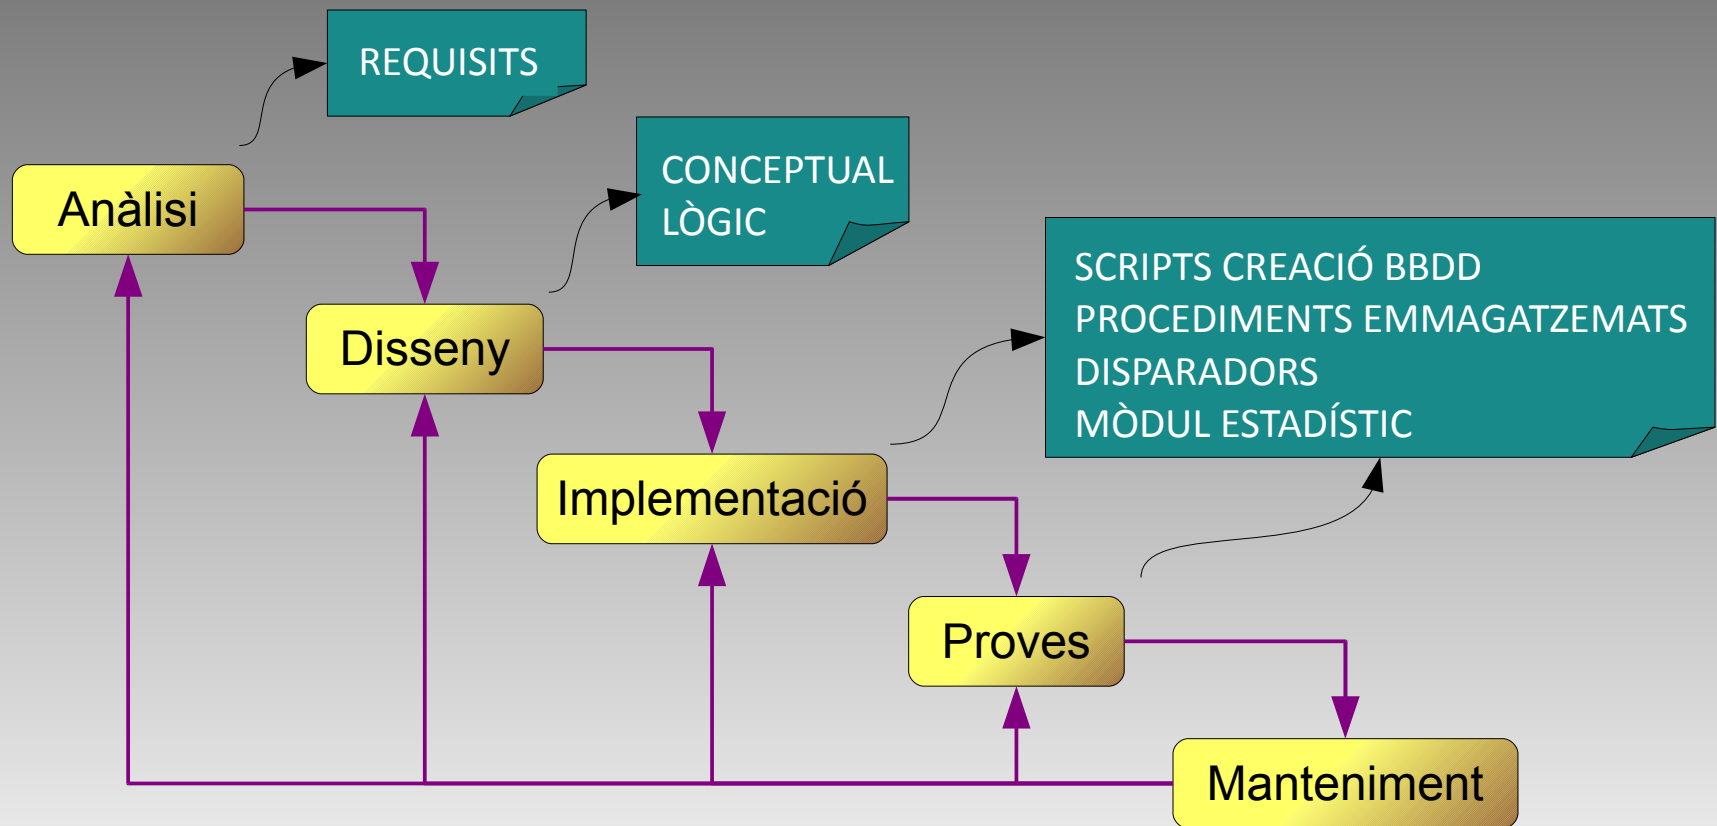 REQUISITS
CONCEPTUAL
LÒGIC
Anàlisi
SCRIPTS CREACIÓ BBDD
PROCEDIMENTS EMMAGATZEMATS
DISPARADORS
MÒDUL ESTADÍSTIC
Disseny
Implementació
Proves
Manteniment